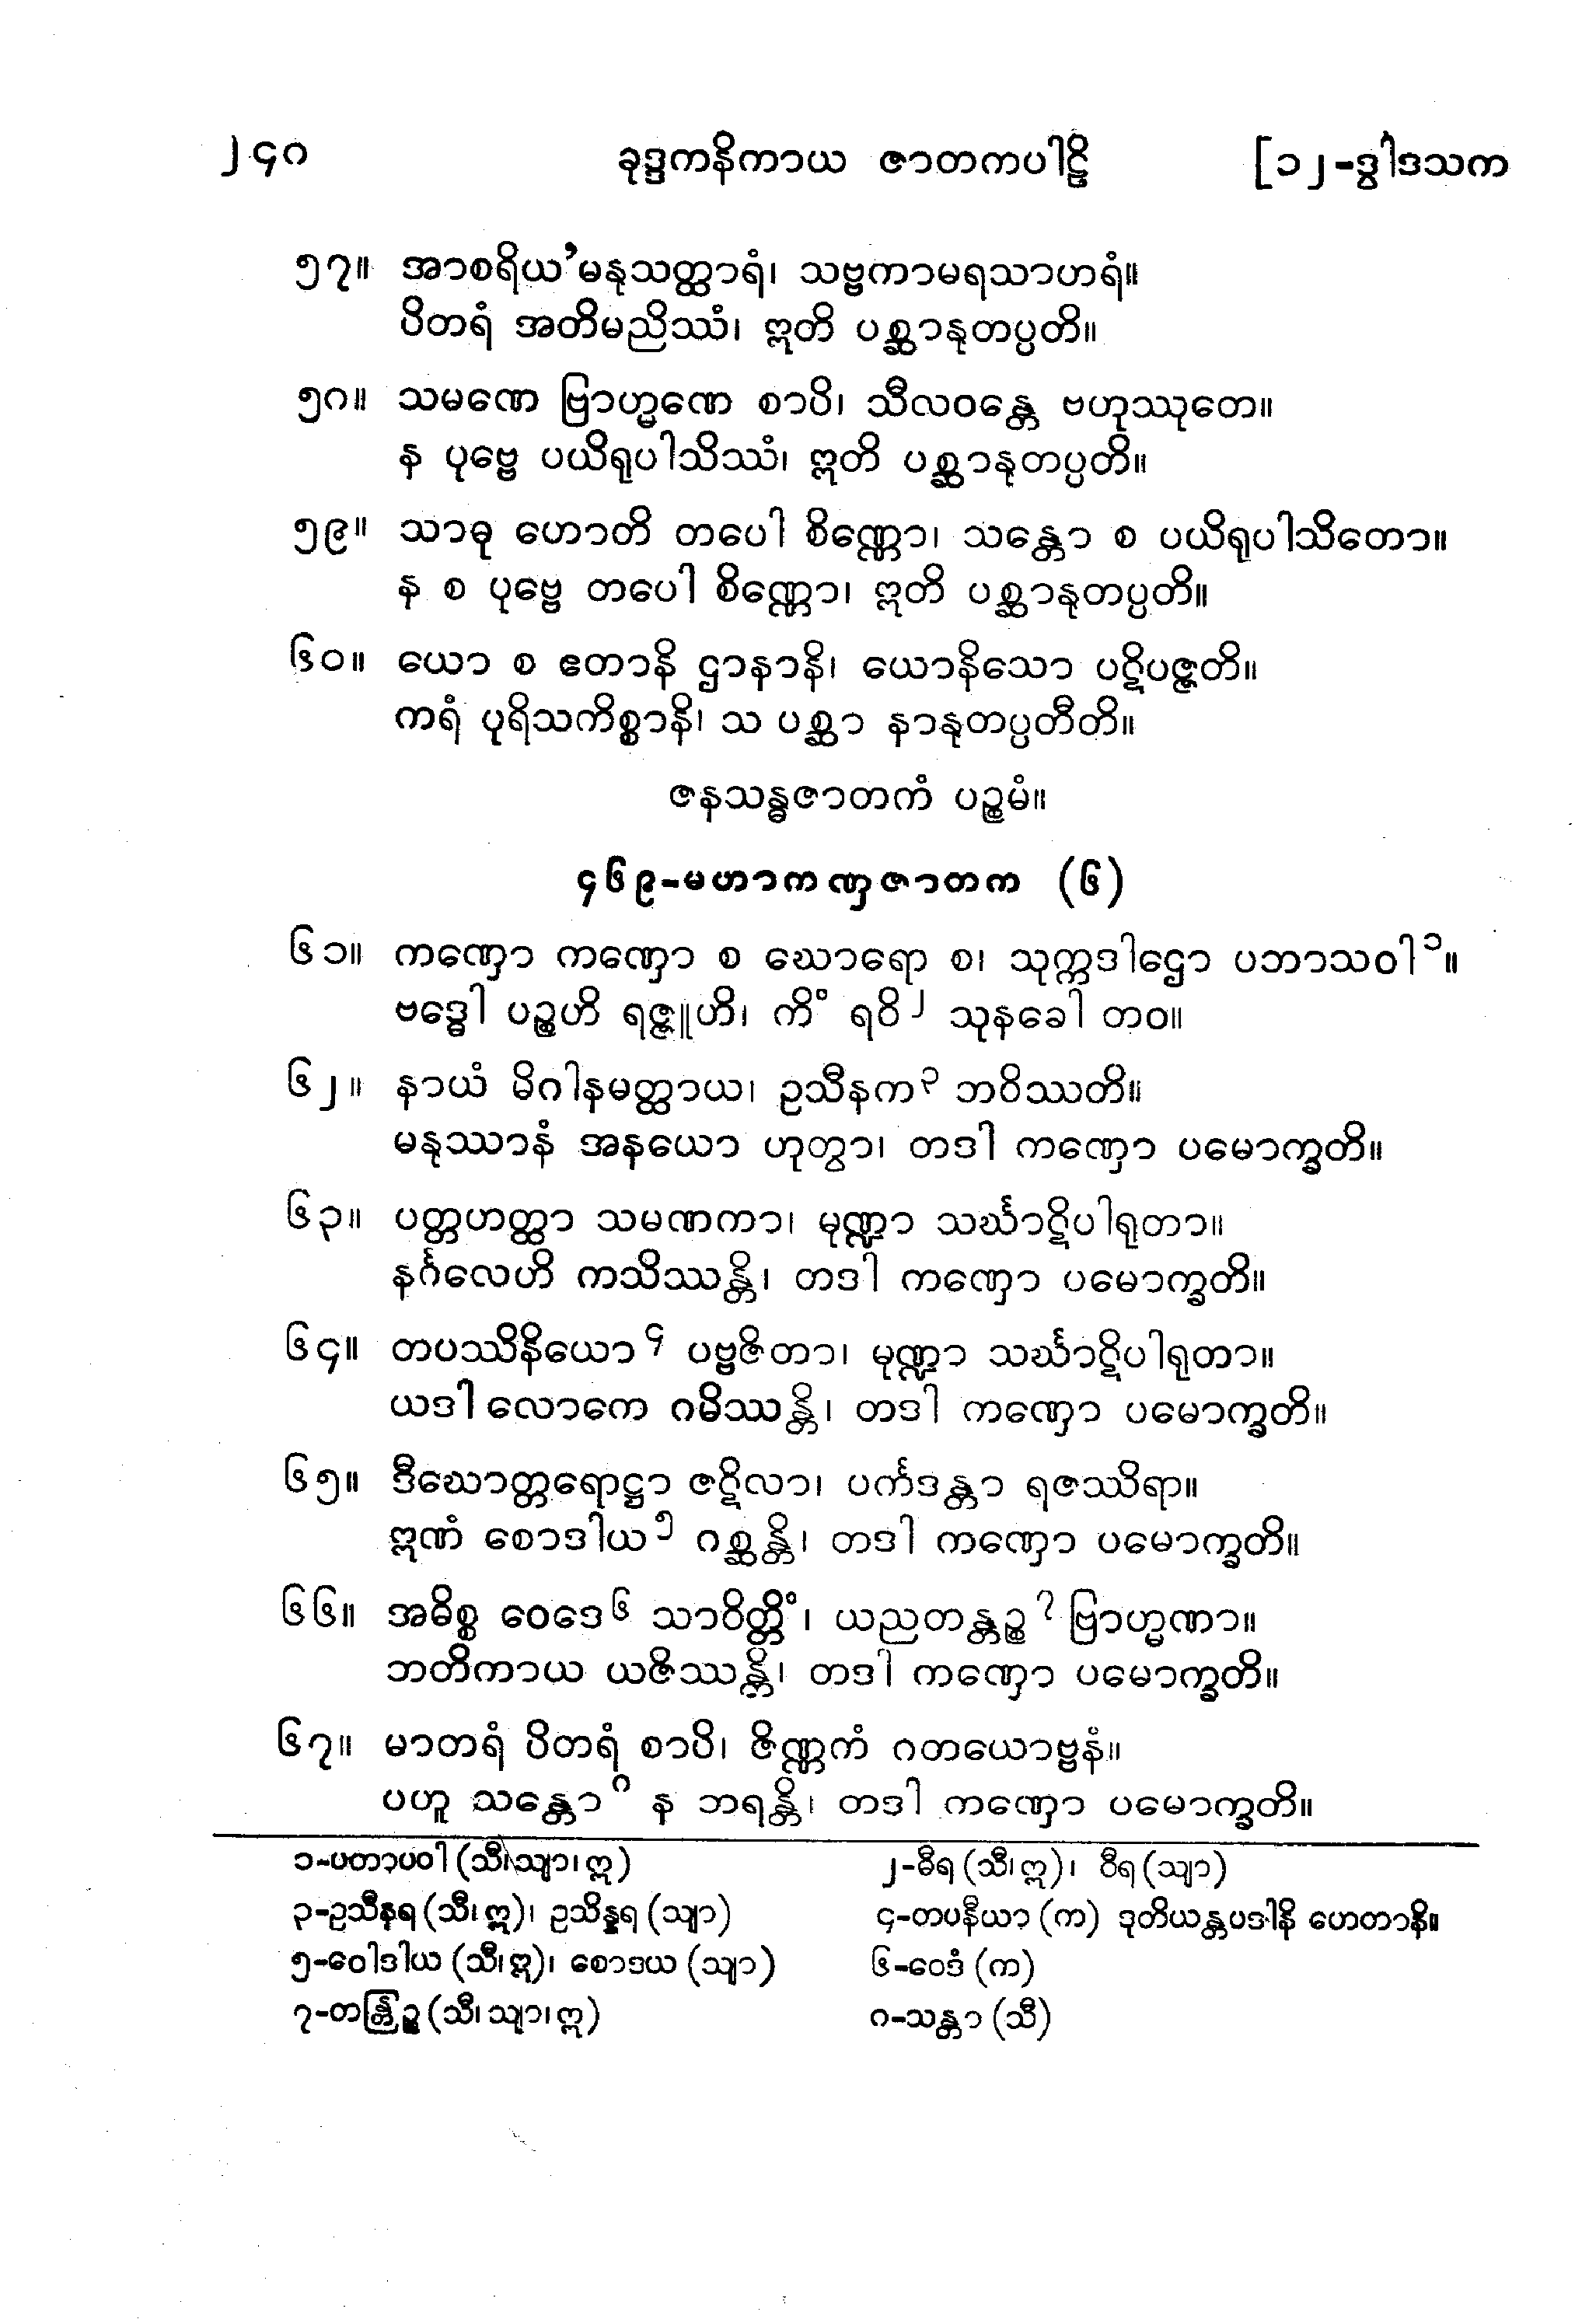 ၂၄၈ ခုဒ္ဒကနိကာယ ဇာတကပါဠိ [၁၂-ဒွါဒသက
၅၇။ အာစရိယ’မနုသတ္ထာရံ၊ သဗ္ဗကာမရသာဟရံ။
ပိတရံ အတိမညိဿံ၊ ဣတိ ပစ္ဆာနုတပ္ပတိ။
၅၈။ သမဏေ ဗြာဟ္မဏေ စာပိ၊ သီလဝန္တေ ဗဟုဿုတေ။
န ပုဗ္ဗေ ပယိရုပါသိဿံ၊ ဣတိ ပစ္ဆာနုတပ္ပတိ။
၅၉။ သာဓု ဟောတိ တပေါ စိဏ္ဏော၊ သန္တော စ ပယိရုပါသိတော။
န စ ပုဗ္ဗေ တပေါ စိဏ္ဏော၊ ဣတိ ပစ္ဆာနုတပ္ပတိ။
၆၀။ ယော စ ဧတာနိ ဌာနာနိ၊ ယောနိသော ပဋိပဇ္ဇတိ။
ကရံ ပုရိသကိစ္စာနိ၊ သ ပစ္ဆာ နာနုတပ္ပတီတိ။
ဇနသန္ဓဇာတကံ ပဉ္စမံ။
၄၆၉-မဟာကဏှဇာတက (၆)
၆၁။ ကဏှော ကဏှော စ ဃောရော စ၊ သုက္ကဒါဌော ပဘာသဝါ၁။
ဗဒ္ဓေါ ပဉ္စဟိ ရဇ္ဇူဟိ၊ ကိံ ရဝိ၂ သုနခေါ တဝ။
၆၂။ နာယံ မိဂါနမတ္ထာယ၊ ဥသီနက၃ ဘဝိဿတိ။
မနုဿာနံ အနယော ဟုတွာ၊ တဒါ ကဏှော ပမောက္ခတိ။
၆၃။ ပတ္တဟတ္ထာ သမဏကာ၊ မုဏ္ဍာ သင်္ဃာဋိပါရုတာ။
နင်္ဂလေဟိ ကသိဿန္တိ၊ တဒါ ကဏှော ပမောက္ခတိ။
၆၄။ တပဿိနိယော၄ ပဗ္ဗဇိတာ၊ မုဏ္ဍာ သင်္ဃာဋိပါရုတာ။
ယဒါ လောကေ ဂမိဿန္တိ၊ တဒါ ကဏှော ပမောက္ခတိ။
၆၅။ ဒီဃောတ္တရောဋ္ဌာ ဇဋိလာ၊ ပင်္ကဒန္တာ ရဇဿိရာ။
ဣဏံ စောဒါယ၅ ဂစ္ဆန္တိ၊ တဒါ ကဏှော ပမောက္ခတိ။
၆၆။ အဓိစ္စ ဝေဒေ၆ သာဝိတ္တိံ၊ ယညတန္တဉ္စ၇ ဗြာဟ္မဏာ။
ဘတိကာယ ယဇိဿန္တိ၊ တဒါ ကဏှော ပမောက္ခတိ။
၆၇။ မာတရံ ပိတရံ စာပိ၊ ဇိဏ္ဏကံ ဂတယောဗ္ဗနံ။
ပဟူ သန္တော၈ န ဘရန္တိ၊ တဒါ ကဏှော ပမောက္ခတိ။
၁-ပတာပဝါ (သီ၊သျာ၊ဣ) ၂-ဓီရ (သီ၊ဣ)၊ ဝီရ (သျာ)
၃-ဥသီနရ (သီ၊ဣ)၊ ဥသိန္နရ (သျာ) ၄-တပနီယာ (က) ဒုတိယန္တပဒါနိ ဟေတာနိ။
၅-ဝေါဒါယ (သီ၊ဣ)၊ စောဒယ (သျာ) ၆-ဝေဒံ (က)
၇-တန္တြဉ္စ (သီ၊သျာ၊ဣ) ၈-သန္တာ (သီ)